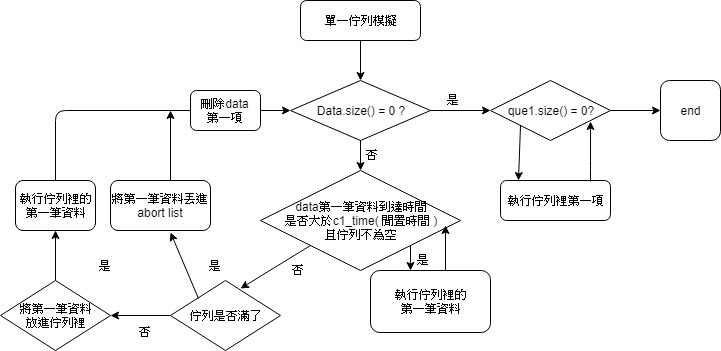 單一佇列模擬
刪除data
第一項
Data.size() = 0 ?
是
que1.size() = 0?
end
否
執行佇列裡的
第一筆資料
將第一筆資料丟進
abort list
data第一筆資料到達時間
是否大於c1_time( 閒置時間 )
且佇列不為空
執行佇列裡第一項
是
是
否
是
執行佇列裡的
第一筆資料
將第一筆資料
放進佇列裡
否
佇列是否滿了